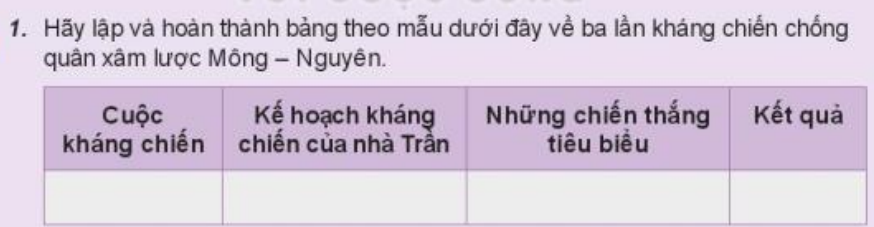 1. Hãy lập và hoàn thành bảng theo mẫu dưới đây về ba lần kháng chiến chống
quân xâm lược Mông – Nguyên.
Cuộc
kháng chiến
Kế hoạch kháng
chiến của nhà Trần
Những chiến thắng
tiêu biểu
Kết quả